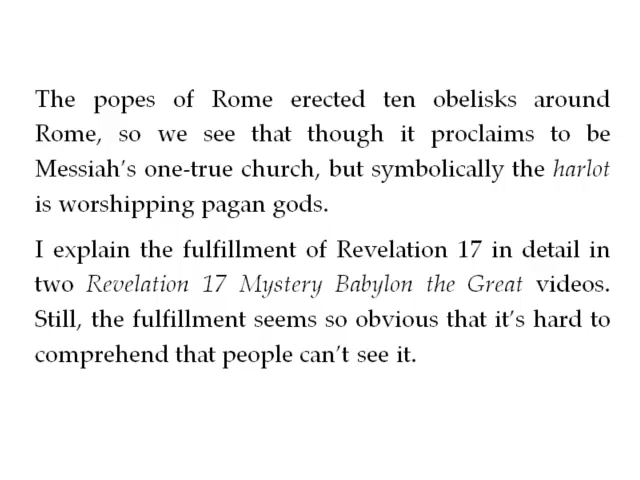 The popes of Rome erected ten obelisks around
Rome, so we see that though it proclaims to be
Messiah’s one-true church, but symbolically the harlot
is worshipping pagan gods.
I explain the fulfillment of Revelation 17 in detail in
two Revelation 17 Mystery Babylon the Great videos.
Still, the fulfillment seems so obvious that it’s hard to
comprehend that people can’t see it.